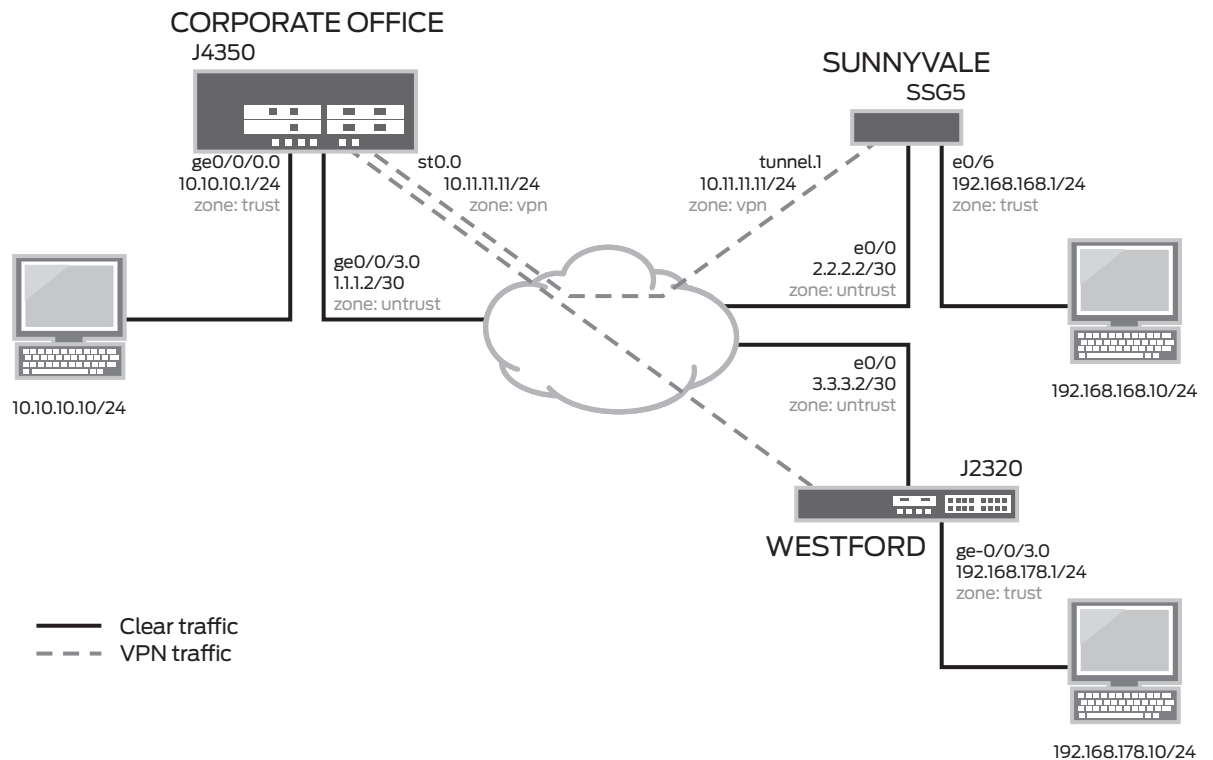 CORPORATE OFFICE
J4350
ge0/0/0.0
10.10.10.1/24
zone: trust
st0.0
10.11.11.11/24
zone: vpn
ge0/0/3.0
1.1.1.2/30
zone: untrust
10.10.10.10/24
SUNNYVALE
SSG5
tunnel.1
10.11.11.11/24
zone: vpn
e0/6
192.168.168.1/24
zone: trust
e0/0
2.2.2.2/30
zone: untrust
192.168.168.10/24
e0/0
3.3.3.2/30
zone: untrust
J2320
WESTFORD
ge-0/0/3.0
192.168.178.1/24
zone: trust
192.168.178.10/24
Clear traffic
VPN traffic